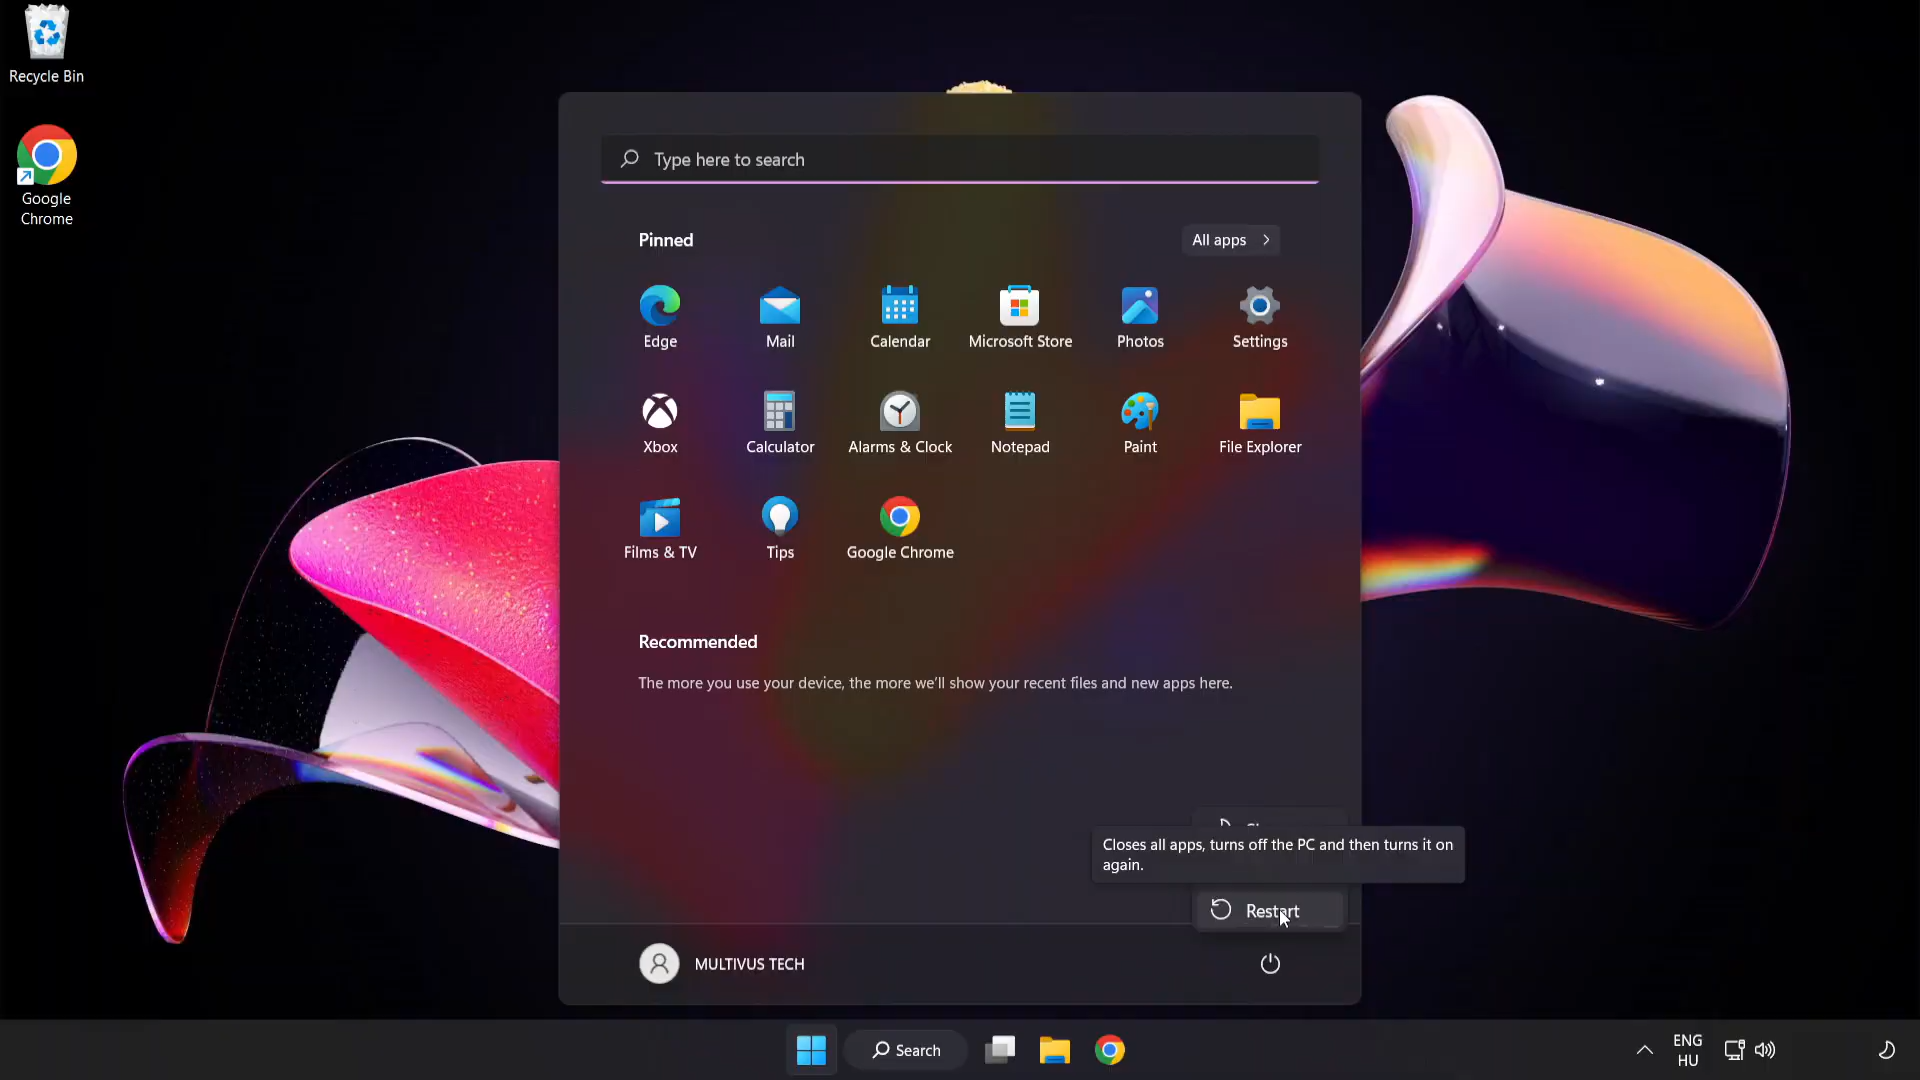 Recycle Bin
Google
Chrome
Type here to search
Pinned
All apps
Edge
Mail
Calendar
Microsoft Store
Photos
Settings
Xbox
Calculator
Alarms & Clock
Notepad
Paint
File Explorer
Films & TV
Tips
Google Chrome
Recommended
The more you use your device, the more we'll show your recent files and new apps here.
Closes all apps, turns off the PC and then turns it on
again.
Restart
MULTIVUS TECH
Search
ENG
HU